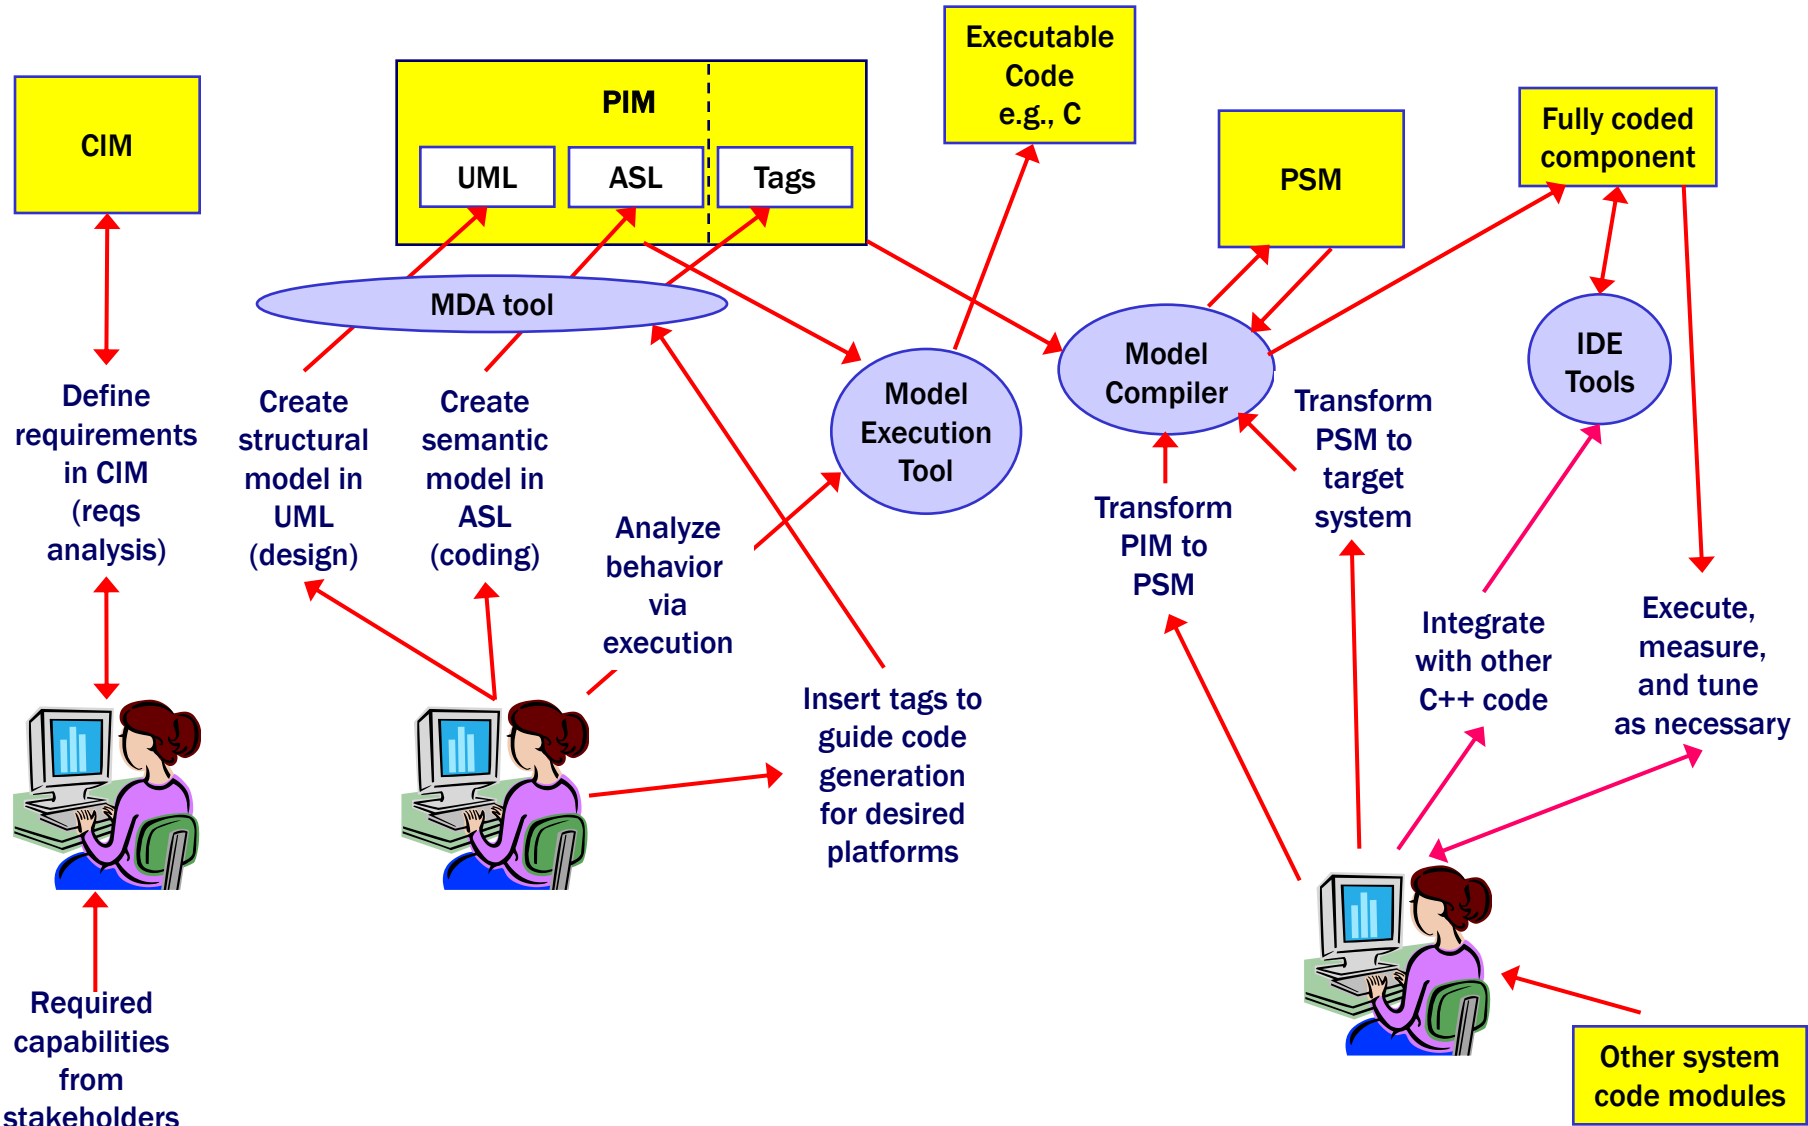 CIM
PIM
UML
ASL
Tags
Executable
Code
e.g., C
PSM
Fully coded
component
MDA tool
Model
Execution
Tool
Model
Compiler
IDE
Tools
Define
requirements
in CIM
(reqs
analysis)
Create
structural
model in
UML
(design)
Create
semantic
model in
ASL
(coding)
Analyze
behavior
via
execution
Insert tags to
guide code
generation
for desired
platforms
Transform
PIM to
PSM
Transform
PSM to
target
system
Integrate
with other
C++ code
Execute,
measure,
and tune
as necessary
Required
capabilities
from
stakeholders
Other system
code modules